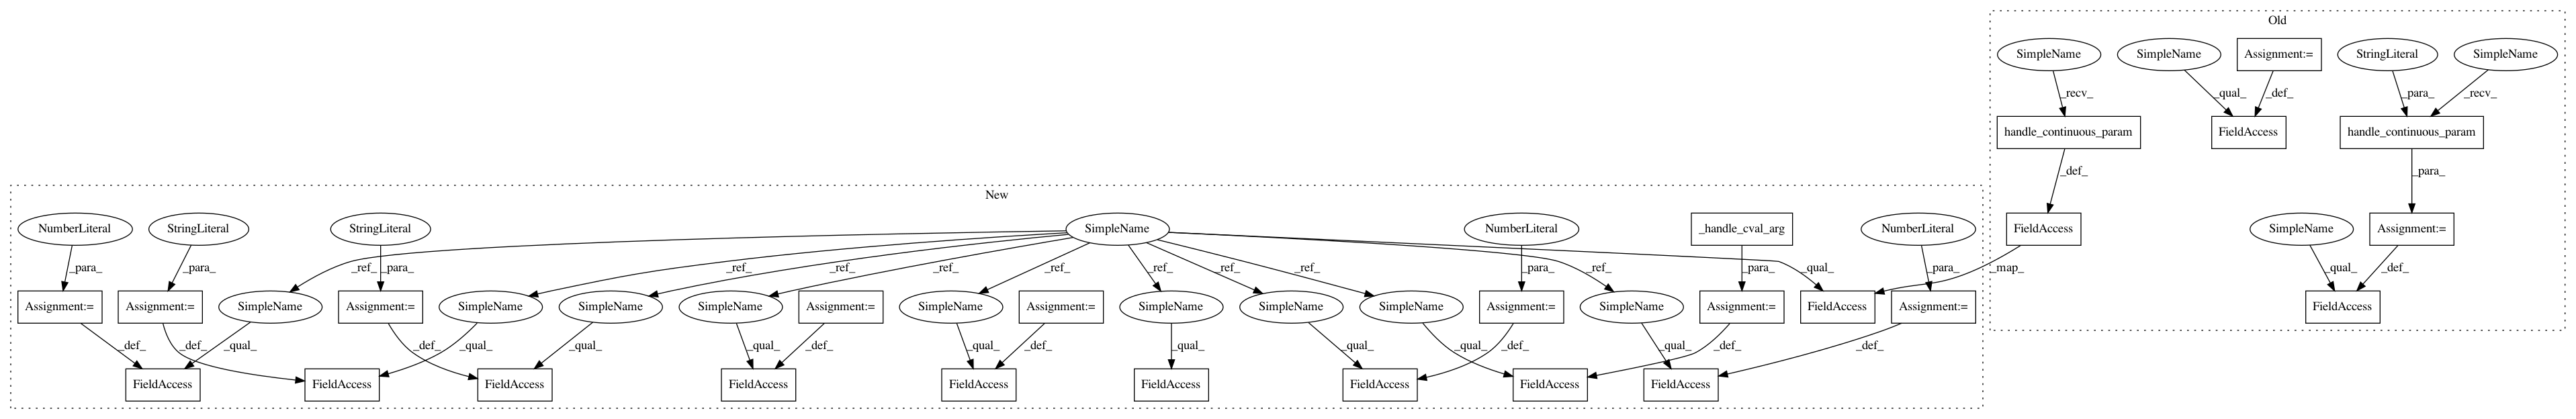 Old
SimpleName SimpleName Assignment:= StringLiteral SimpleName
_recv_ _qual_ _def_ _para_ _recv_
handle_continuous_param FieldAccess handle_continuous_param
_def_ _para_
New
NumberLiteral StringLiteral StringLiteral SimpleName NumberLiteral _handle_cval_arg NumberLiteral FieldAccess SimpleName Assignment:=
_para_ _para_ _ref_ _para_ _ref_ _ref_ _ref_ _ref_ _ref_ _ref_ _ref_ _para_ _ref_ _para_ _qual_ _para_ _map_ _qual_ _def_
Assignment:= Assignment:= SimpleName Assignment:= SimpleName SimpleName SimpleName Assignment:= SimpleName Assignment:= SimpleName SimpleName SimpleName Assignment:= SimpleName Assignment:= FieldAccess Assignment:= FieldAccess
_def_ _qual_ _def_ _def_ _qual_ _qual_ _qual_ _def_ _qual_ _def_ _qual_ _qual_ _def_ _qual_ _def_ _qual_ _def_
FieldAccess FieldAccess FieldAccess FieldAccess FieldAccess FieldAccess FieldAccess FieldAccess FieldAccess